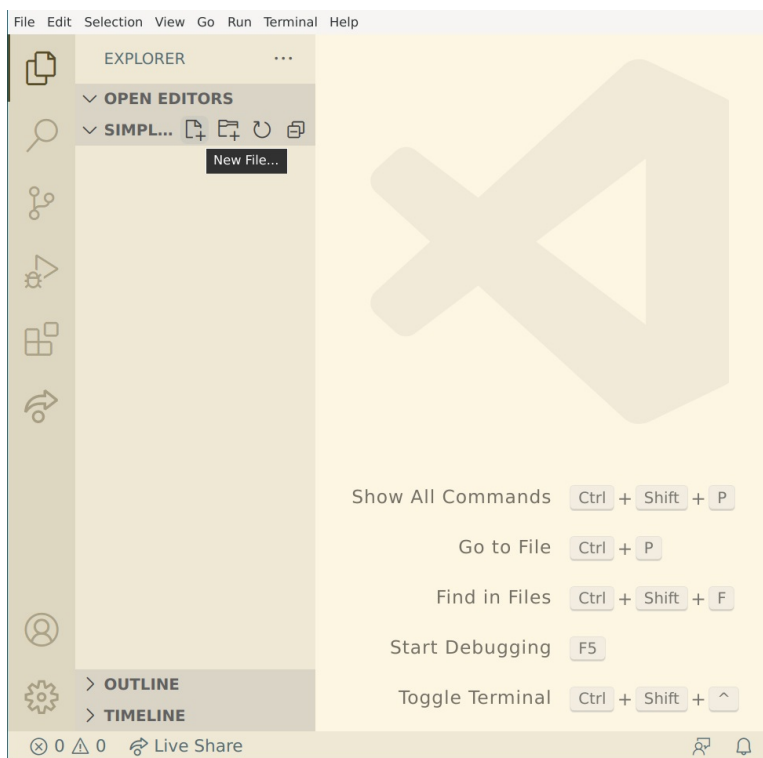 File Edit Selection View Go Run Terminal Help
EXPLORER ...
OPEN EDITORS
SIMPL...
New File...
Show All Commands Ctrl + Shift + P
Go to File Ctrl + P
Find in Files Ctrl + Shift + F
Start Debugging F5
Toggle Terminal Ctrl + Shift + ^
OUTLINE
TIMELINE
0 0 Live Share